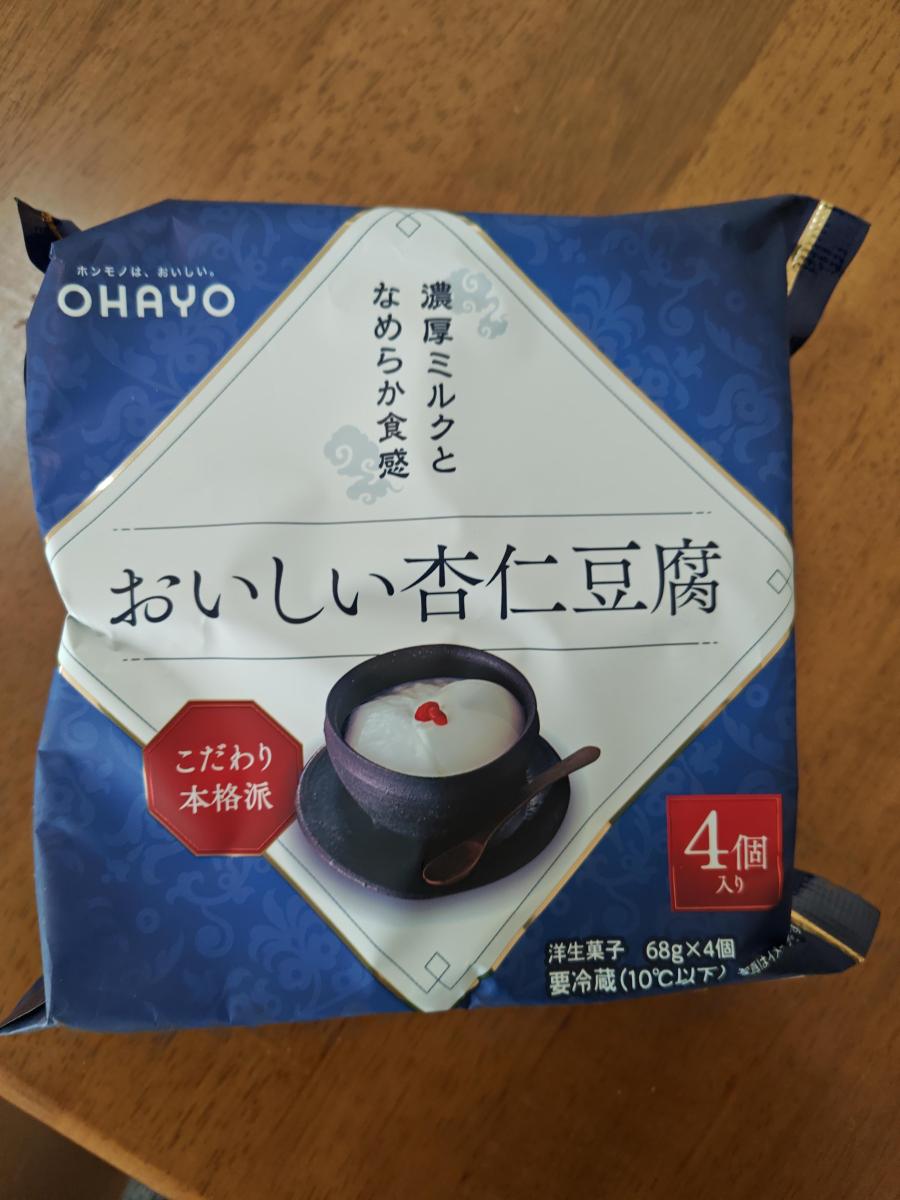 ホンモノは、おいしい。
OHAYO
濃厚ミルクと
なめらか食感
おいしい杏仁豆腐
こだわり
本格派
4個
入り
洋生菓子 68g×4個
要冷蔵(10℃以下)